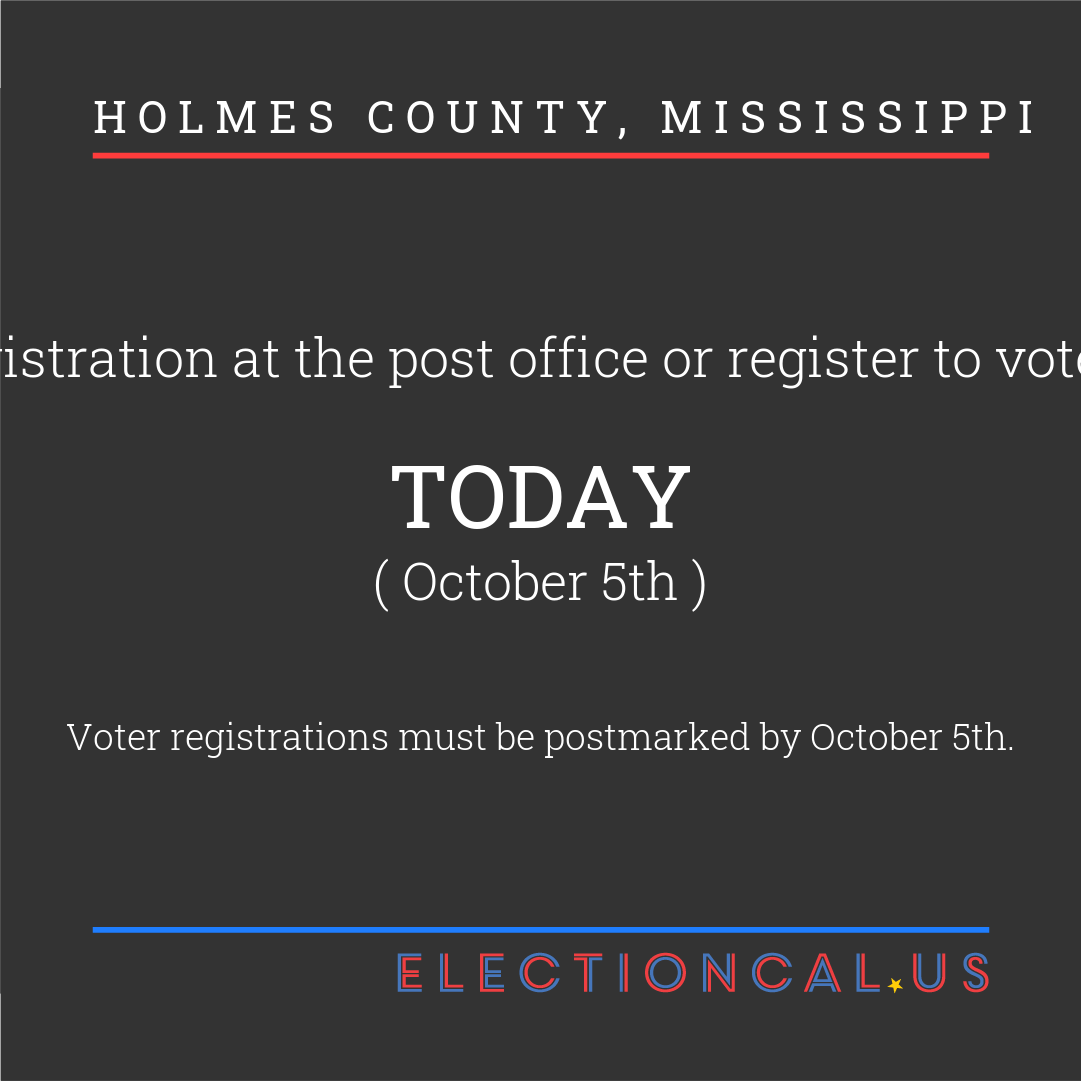 HOLMES COUNTY, MISSISSIPPI
istration at the post office or register to vot
TODAY
( October 5th )
Voter registrations must be postmarked by October 5th.
ELECTIONCAL.US